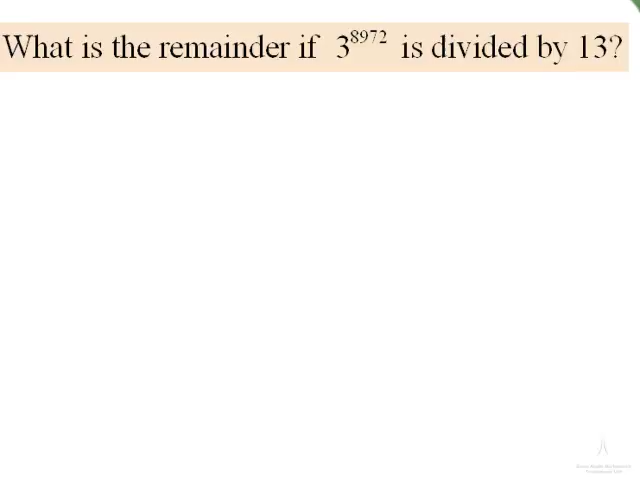 What is the remainder if 3^8972 is divided by 13?